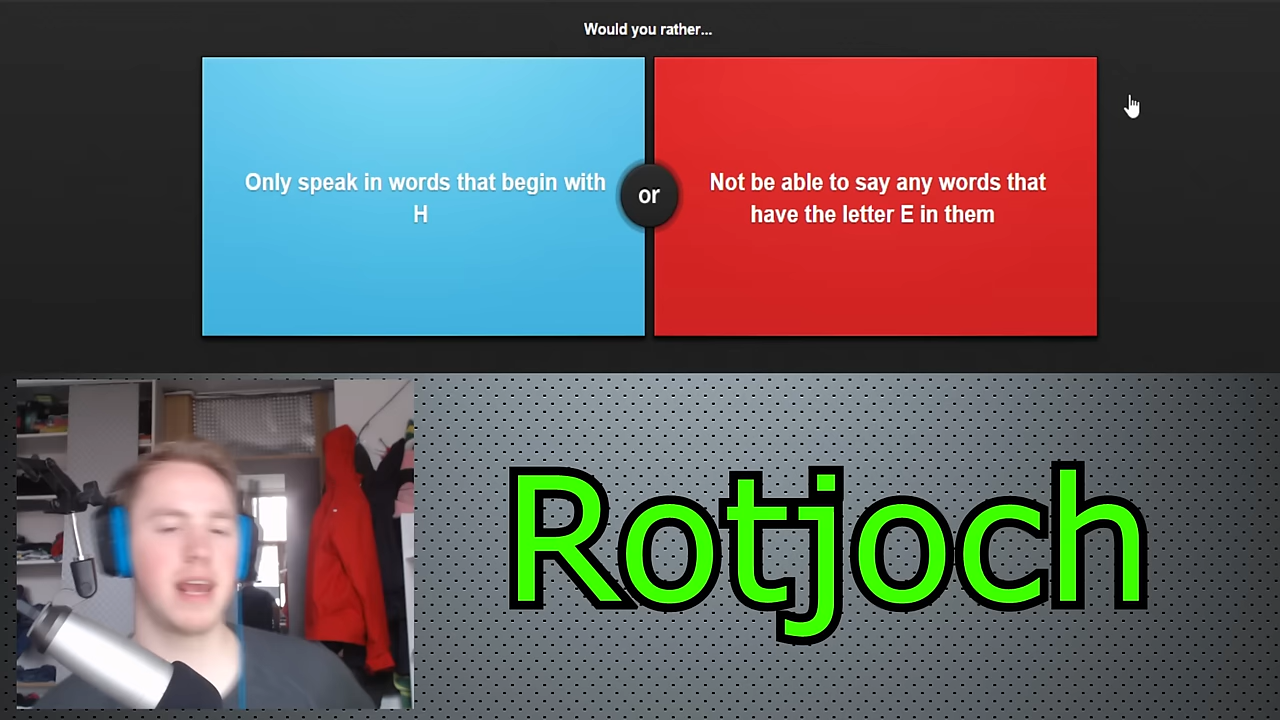 Would you rather...
Only speak in words that begin with
H
or
Not be able to say any words that
have the letter E in them
Rotjoch